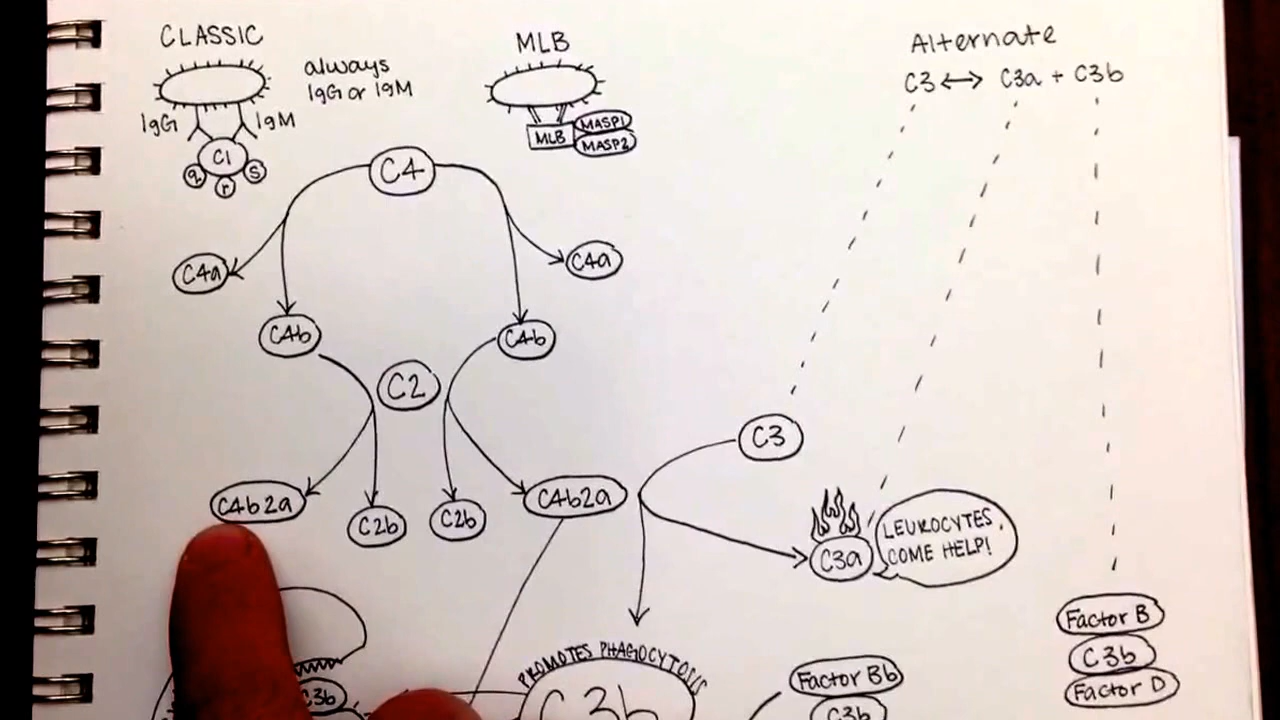 CLASSIC
always
IgG or IgM
IgG
IgM
C1
q
r
S
MLB
MLB
MASP1
MASP2
Alternate
C3 ↔ C3a + C3b
C4
C4a
C4a
C4b
C4b
C2
C4b2a
C2b
C2b
C4b2a
C3
C3a
LEUKOCYTES,
COME HELP!
PROMOTES PHAGOCYTOSIS
C3b
C3b
Factor Bb
C3b
Factor B
C3b
Factor D